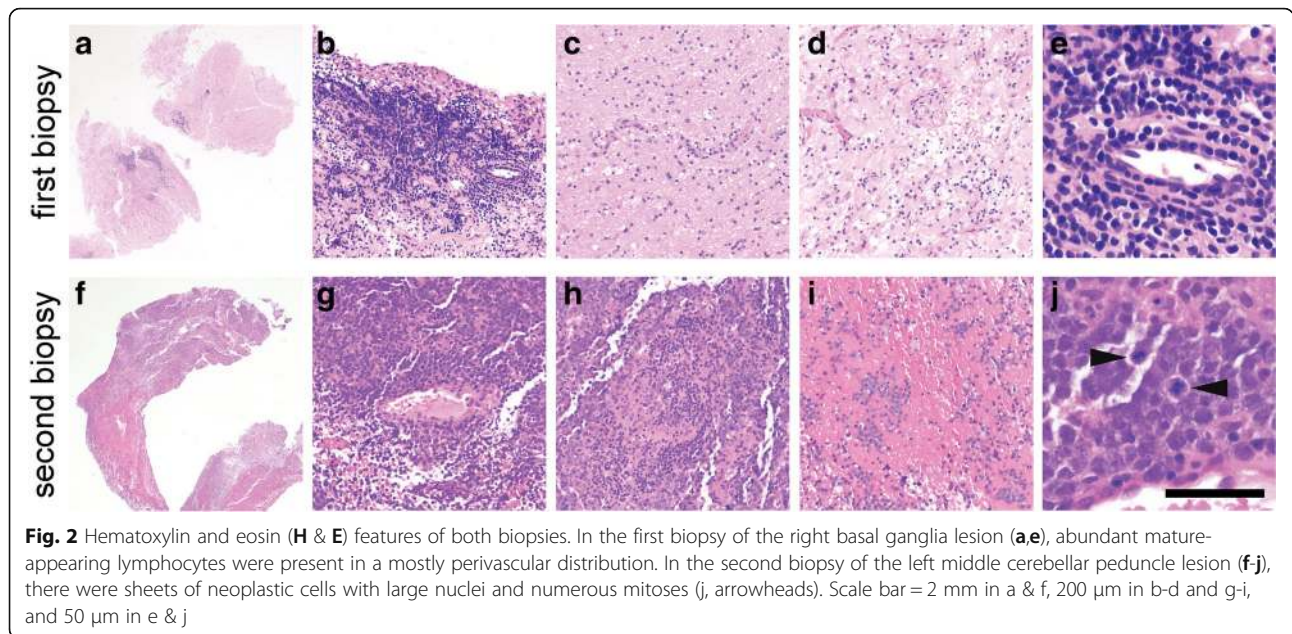 first biopsy
a
b
c
d
e
second biopsy
f
g
h
i
j
Fig. 2 Hematoxylin and eosin (H & E) features of both biopsies. In the first biopsy of the right basal ganglia lesion (a,e), abundant mature-
appearing lymphocytes were present in a mostly perivascular distribution. In the second biopsy of the left middle cerebellar peduncle lesion (f-j),
there were sheets of neoplastic cells with large nuclei and numerous mitoses (j, arrowheads). Scale bar = 2 mm in a & f, 200 μm in b-d and g-i,
and 50 μm in e & j